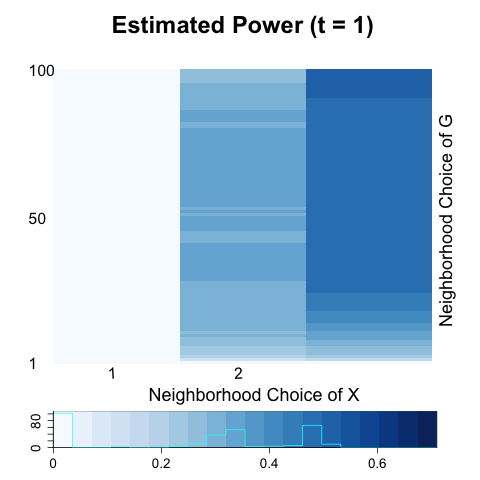 Estimated Power (t = 1)
100
50
1
1 2
Neighborhood Choice of G
Neighborhood Choice of X
0 80
0 0.2 0.4 0.6